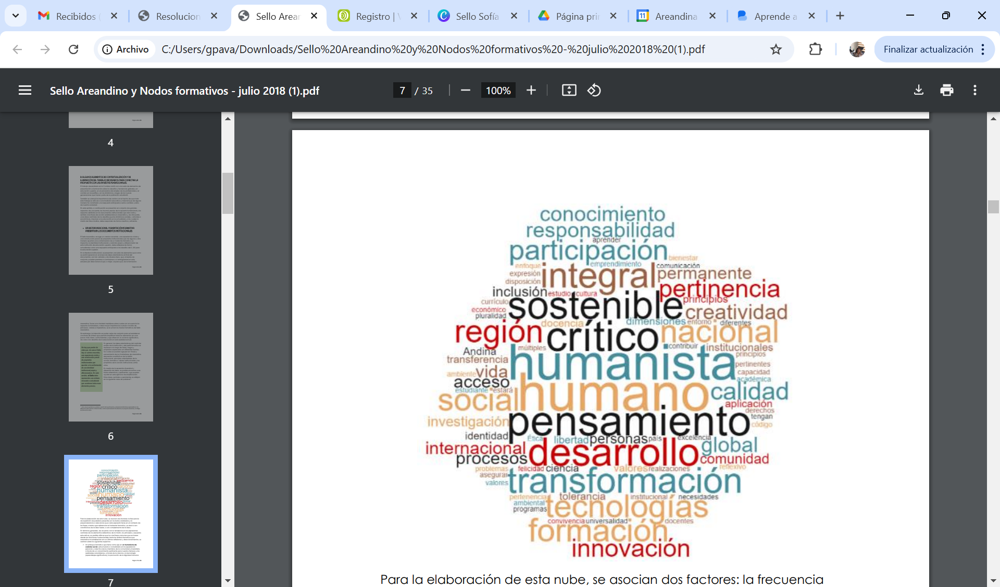 Recibidos
Resolucion
Sello Arean
Registro |
Sello Sofía
Página pri
Areandina
Aprende a
Archivo
C:/Users/gpava/Downloads/Sello%20Areandino%20y%20Nodos%20formativos%20-%20julio%202018%20(1).pdf
Finalizar actualización
Sello Areandino y Nodos formativos - julio 2018 (1).pdf
7 / 35
100%
4
5
6
7
conocimiento
responsabilidad
aprender
participación
bienestar
enfoque emprendimiento comunicación
expresión integral permanente
disposición
inclusión estudio cultura pertinencia
currículo sostenible principios
económico creatividad
pluralidad
docencia dimensiones entorno diferentes
región crítico nacional
múltiples contribuir institucionales
Andina principios
transferencia humanista pertinentes
ambiente vida capacidad
acceso académica
estudiante estará
social humano calidad
aplicación
derechos
investigación pensamiento tengan
código
identidad
Ética libertad personas país excelencia
internacional desarrollo global
procesos comunidad
problemas felicidad ciencia valores realizaciones reflexivo
asegurar
valores transformación
pertenencia tolerancia institucional necesidades
ambiental tecnologías
programas
convivencia universalidad docentes
formación
innovación
Para la elaboración de esta nube, se asocian dos factores: la frecuencia